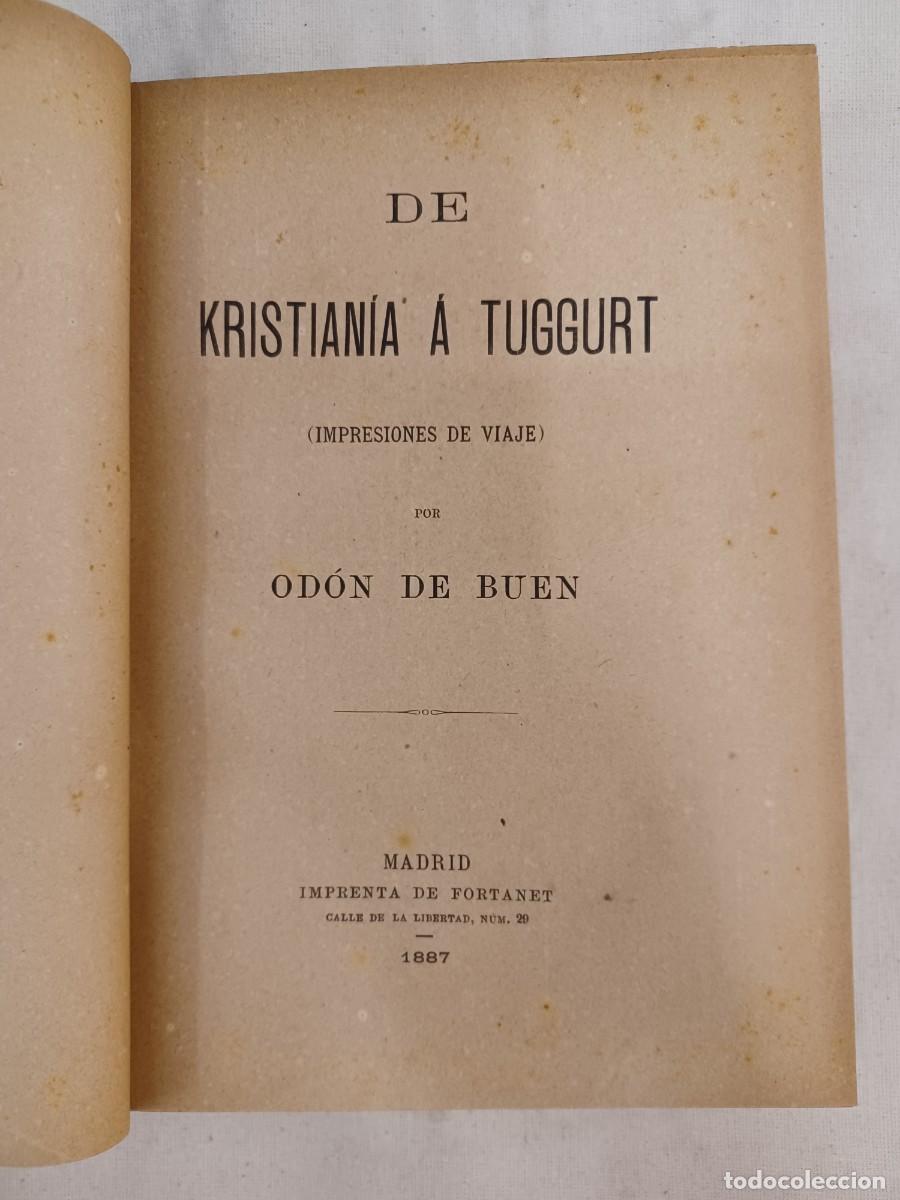 DE
KRISTIANÍA Á TUGGURT
(IMPRESIONES DE VIAJE)
POR
ODÓN DE BUEN
MADRID
IMPRENTA DE FORTANET
CALLE DE LA LIBERTAD, NÚM. 29
1887
todocoleccion